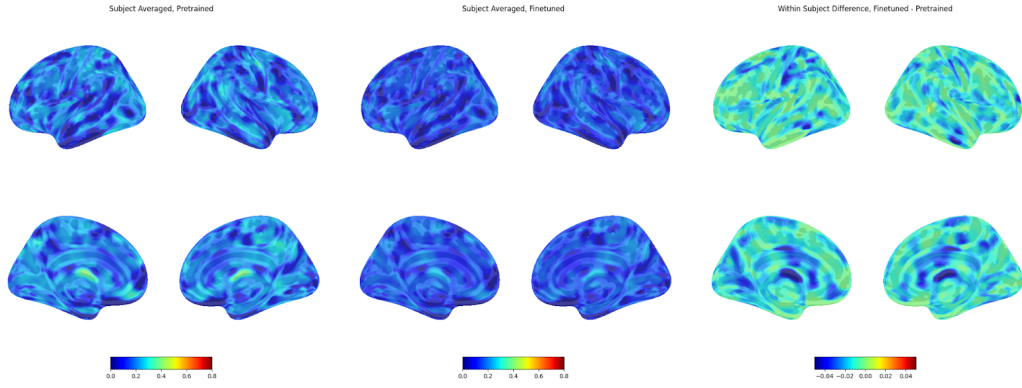 Subject Averaged, Pretrained
Subject Averaged, Finetuned
Within Subject Difference, Finetuned - Pretrained
0.0 0.2 0.4 0.6 0.8
0.0 0.2 0.4 0.6 0.8
−0.04 −0.02 0.00 0.02 0.04